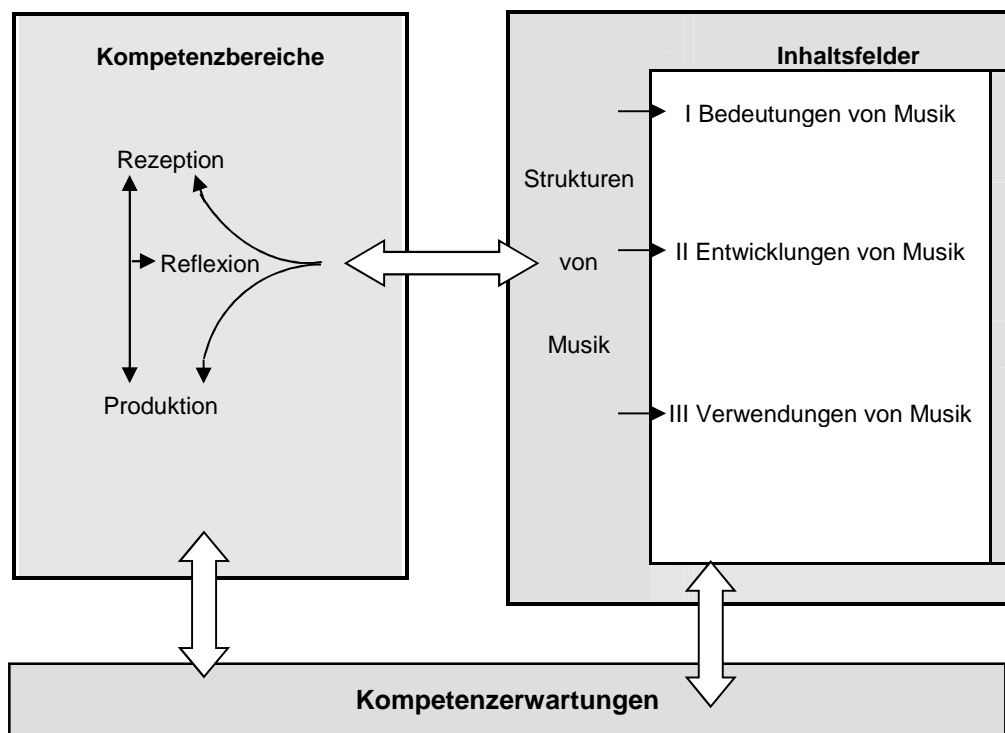 Kompetenzbereiche
Rezeption
Reflexion
Produktion
Inhaltsfelder
Strukturen
von
Musik
I Bedeutungen von Musik
II Entwicklungen von Musik
III Verwendungen von Musik
Kompetenzerwartungen